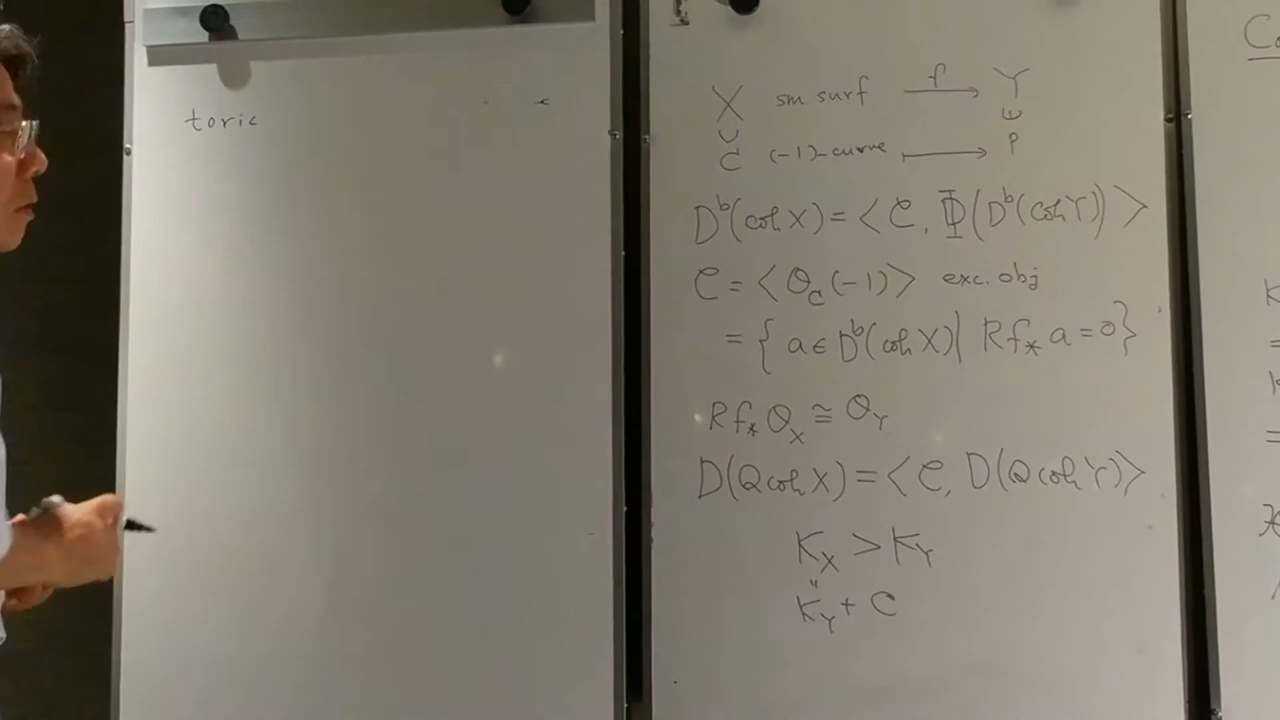 toric
X sm. surf —f→ Y
∪ ∪
C (-1)-curve ↦ P
D^b(coh X) = < 𝒞, Φ(D^b(coh Y)) >
𝒞 = < O_C(-1) > exc. obj
= { a ∈ D^b(coh X) | Rf_* a = 0 }
Rf_* O_X ≅ O_Y
D(Qcoh X) = < 𝒞, D(Qcoh Y) >
K_X > K_Y
"
K_Y + C
Co
K
=
K
=